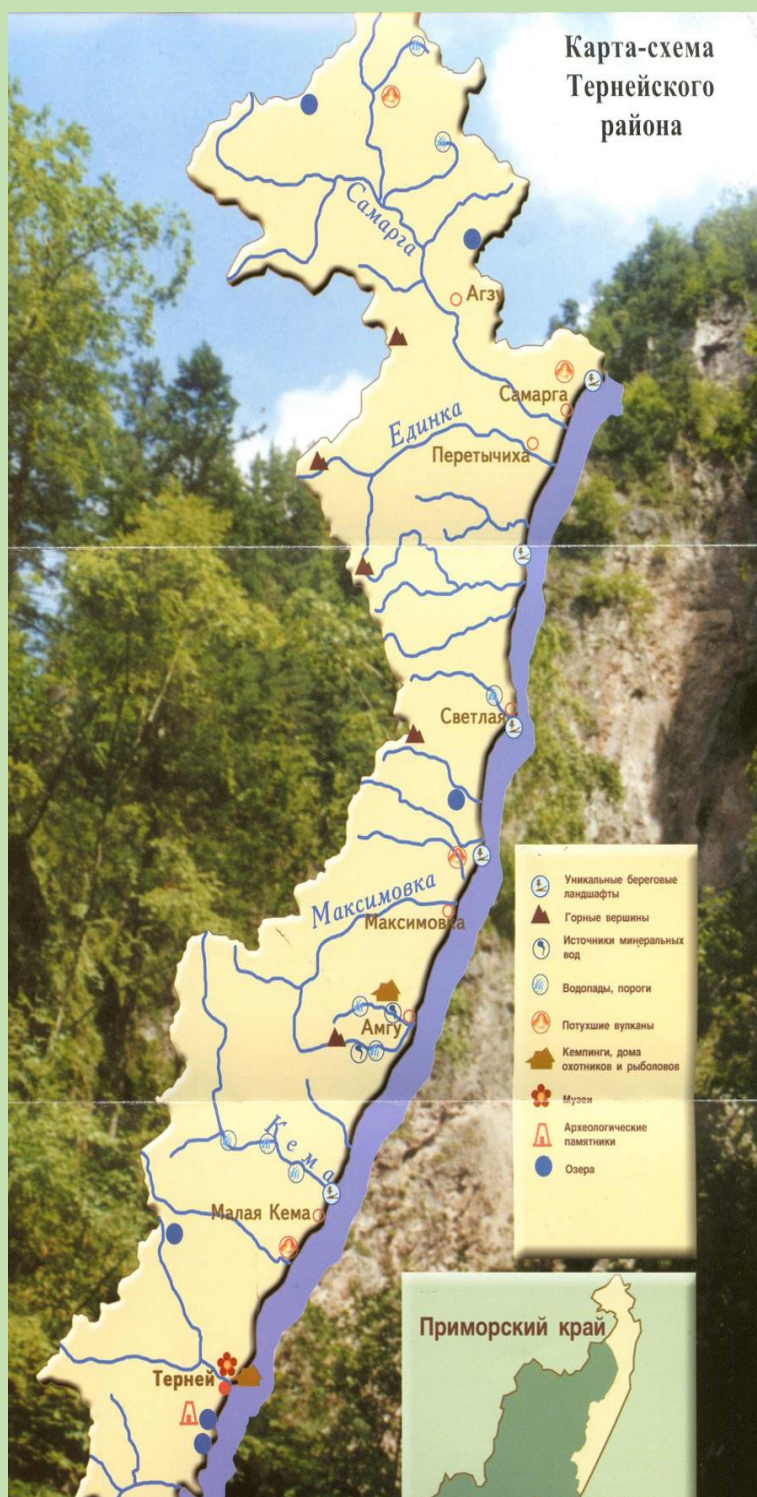 Карта-схема
Тернейского
района
Самарга
Агзу
Самарга
Единка
Перетычиха
Светлая
Максимовка
Максимовка
Амгу
Кема
Малая Кема
Терней
Уникальные береговые
ландшафты
Горные вершины
Источники минеральных
вод
Водопады, пороги
Потухшие вулканы
Кемпинги, дома
охотников и рыболовов
Музеи
Археологические
памятники
Озера
Приморский край